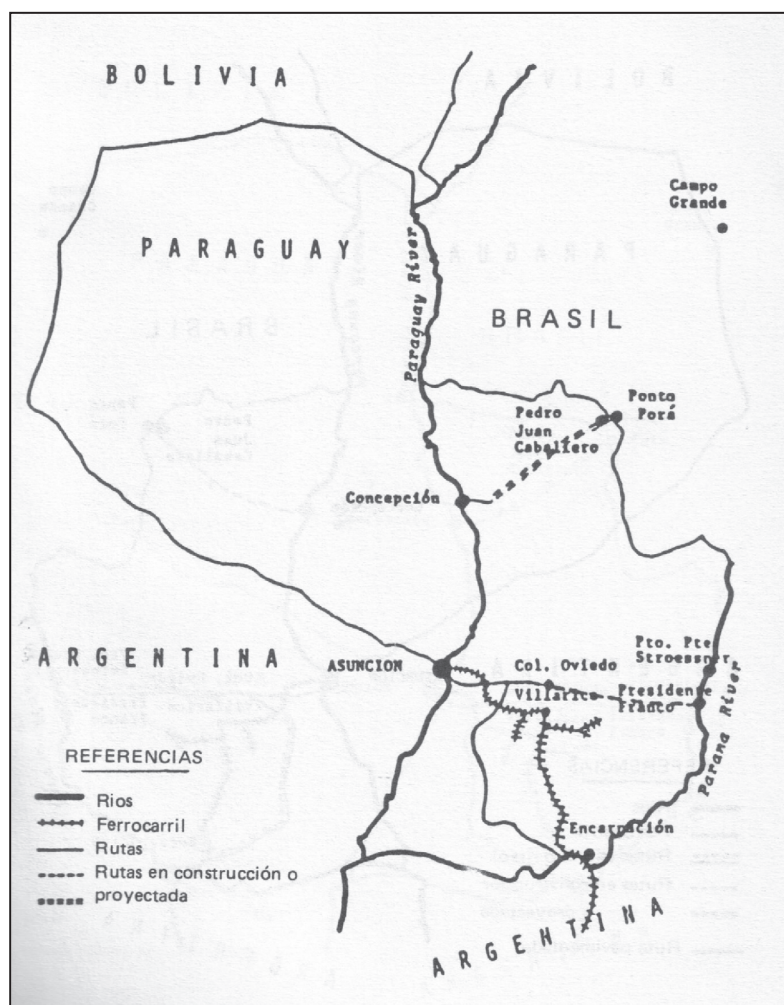 BOLIVIA
Campo
Grande
PARAGUAY
Paraguay River
BRASIL
Ponto
Porá
Pedro
Juan
Caballero
Concepción
ARGENTINA
ASUNCION
Col. Oviedo
Villarica
Pto. Pte
Stroessner
Presidente
Franco
Parana River
REFERENCIAS
Rios
Ferrocarril
Rutas
Rutas en construcción o
proyectada
Encarnación
ARGENTINA